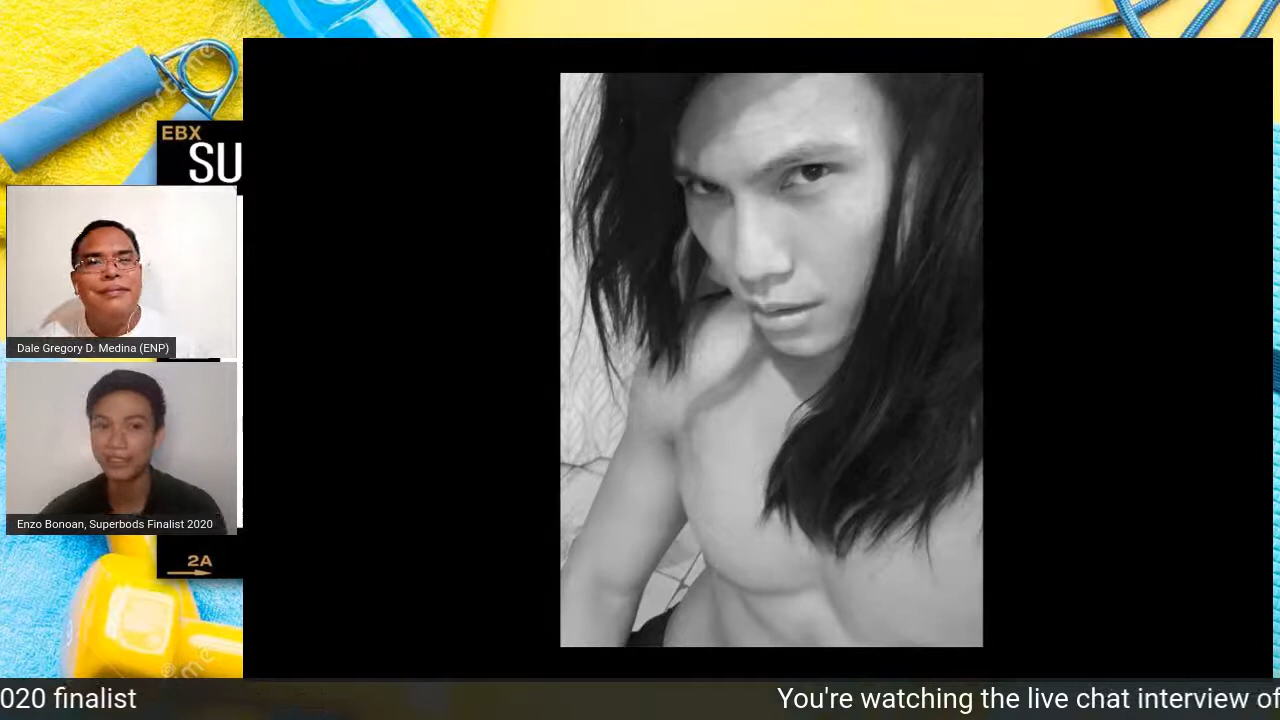 EBX
SU
Dale Gregory D. Medina (ENP)
Enzo Bonoan, Superbods Finalist 2020
2A
020 finalist
You're watching the live chat interview of